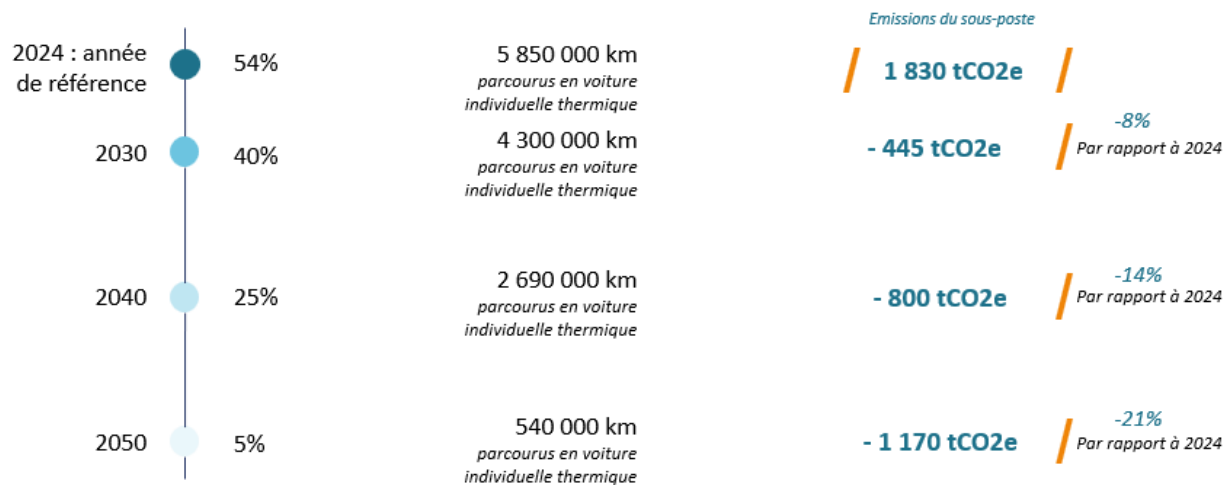 Emissions du sous-poste
2024 : année
de référence
54%
5 850 000 km
parcourus en voiture
individuelle thermique
/ 1 830 tCO2e /
2030
40%
4 300 000 km
parcourus en voiture
individuelle thermique
- 445 tCO2e /
-8%
Par rapport à 2024
2040
25%
2 690 000 km
parcourus en voiture
individuelle thermique
- 800 tCO2e /
-14%
Par rapport à 2024
2050
5%
540 000 km
parcourus en voiture
individuelle thermique
- 1 170 tCO2e /
-21%
Par rapport à 2024